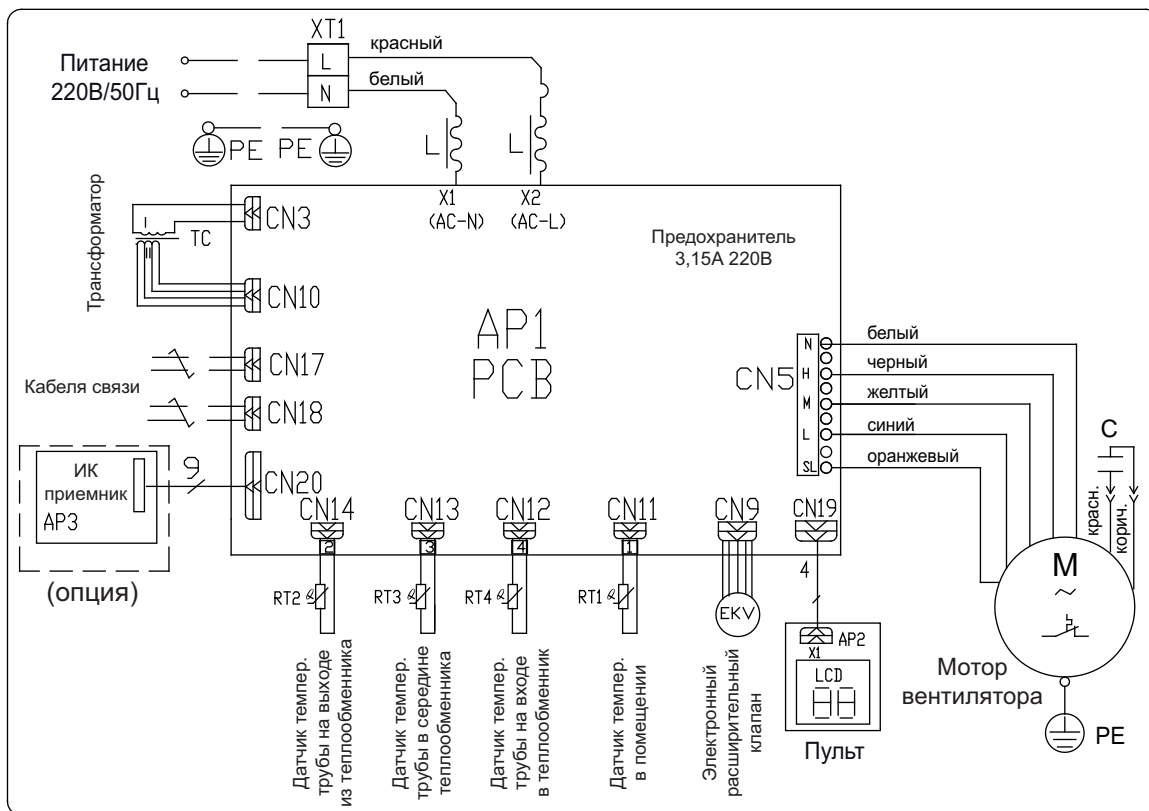 XT1
Питание
220В/50Гц
L
N
красный
белый
PE PE
L L
Трансформатор
I
II
TC
CN3
CN10
X1
(AC-N)
X2
(AC-L)
Предохранитель
3,15А 220В
AP1
PCB
CN17
Кабеля связи
CN18
ИК
приемник
AP3
(опция)
9
CN20
CN5
N
H
M
L
SL
белый
черный
желтый
синий
оранжевый
C
красн.
корич.
M
~
Мотор
вентилятора
PE
CN14
CN13
CN12
CN11
CN9
CN19
2
3
4
1
4
RT2
RT3
RT4
RT1
EKV
AP2
X1
LCD
Пульт
Датчик темпер.
трубы на выходе
из теплообменника
Датчик темпер.
трубы в середине
теплообменника
Датчик темпер.
трубы на входе
в теплообменник
Датчик темпер.
в помещении
Электронный
расширительный
клапан